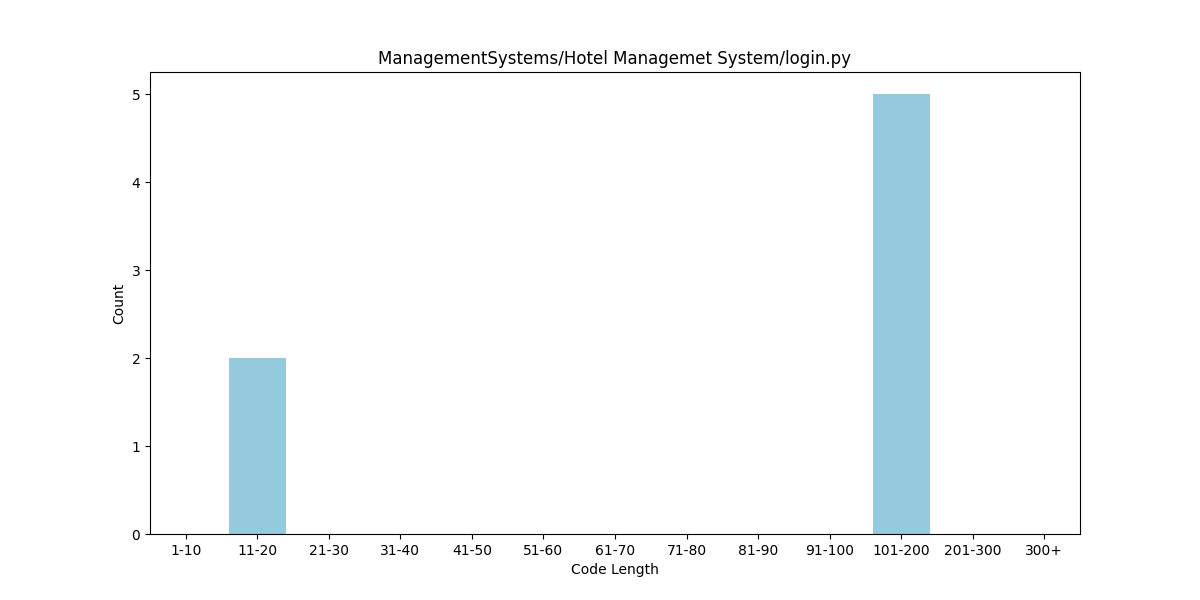 ManagementSystems/Hotel Managemet System/login.py
5
4
3
2
1
0
Count
1-10 11-20 21-30 31-40 41-50 51-60 61-70 71-80 81-90 91-100 101-200 201-300 300+
Code Length